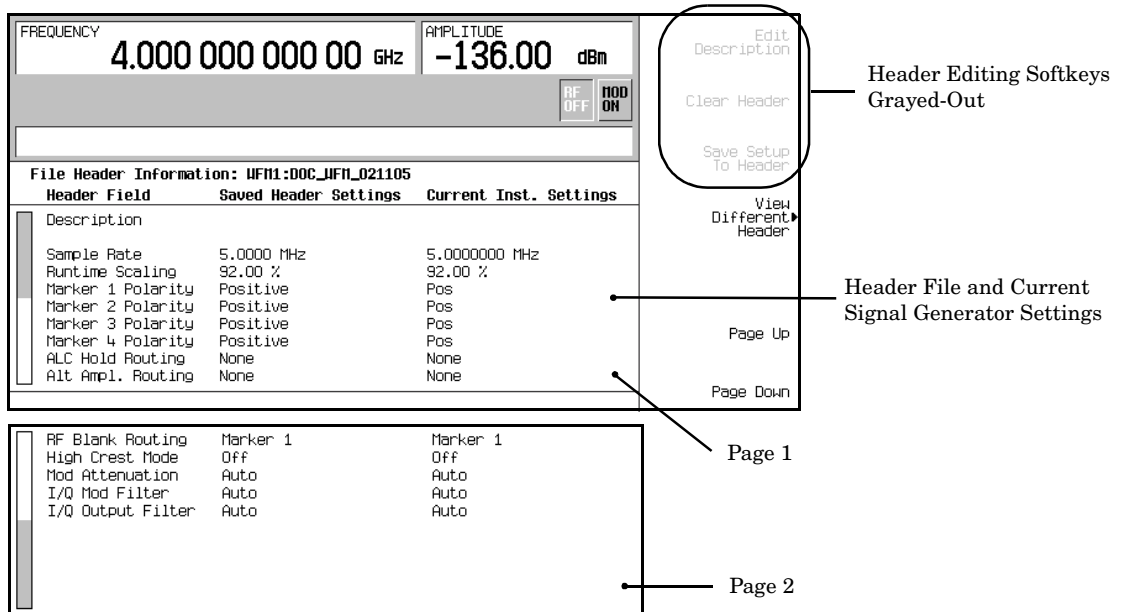 FREQUENCY
4.000 000 000 00 GHz
AMPLITUDE
-136.00 dBm
RF OFF
MOD ON
File Header Information: WFM1:DOC_WFM_021105
Header Field Saved Header Settings Current Inst. Settings
Description
Sample Rate 5.0000 MHz 5.0000000 MHz
Runtime Scaling 92.00 % 92.00 %
Marker 1 Polarity Positive Pos
Marker 2 Polarity Positive Pos
Marker 3 Polarity Positive Pos
Marker 4 Polarity Positive Pos
ALC Hold Routing None None
Alt Ampl. Routing None None
Edit
Description
Clear Header
Save Setup
To Header
View
Different
Header
Page Up
Page Down
Header Editing Softkeys
Grayed-Out
Header File and Current
Signal Generator Settings
Page 1
RF Blank Routing Marker 1 Marker 1
High Crest Mode Off Off
Mod Attenuation Auto Auto
I/Q Mod Filter Auto Auto
I/Q Output Filter Auto Auto
Page 2